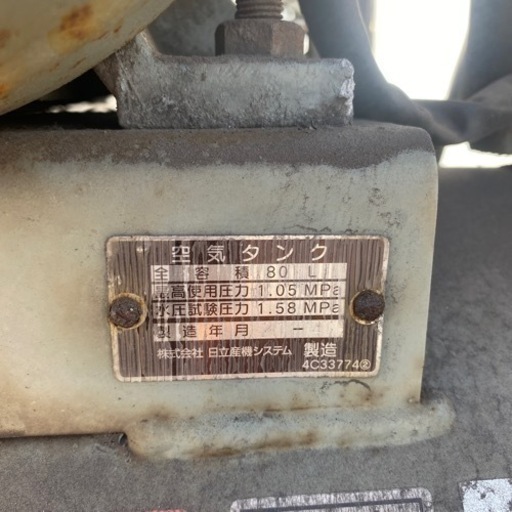 空気タンク
全容積 80 L
最高使用圧力 1.05 MPa
水圧試験圧力 1.58 MPa
製造年月 －
株式会社 日立産機システム 製造
4C33774②